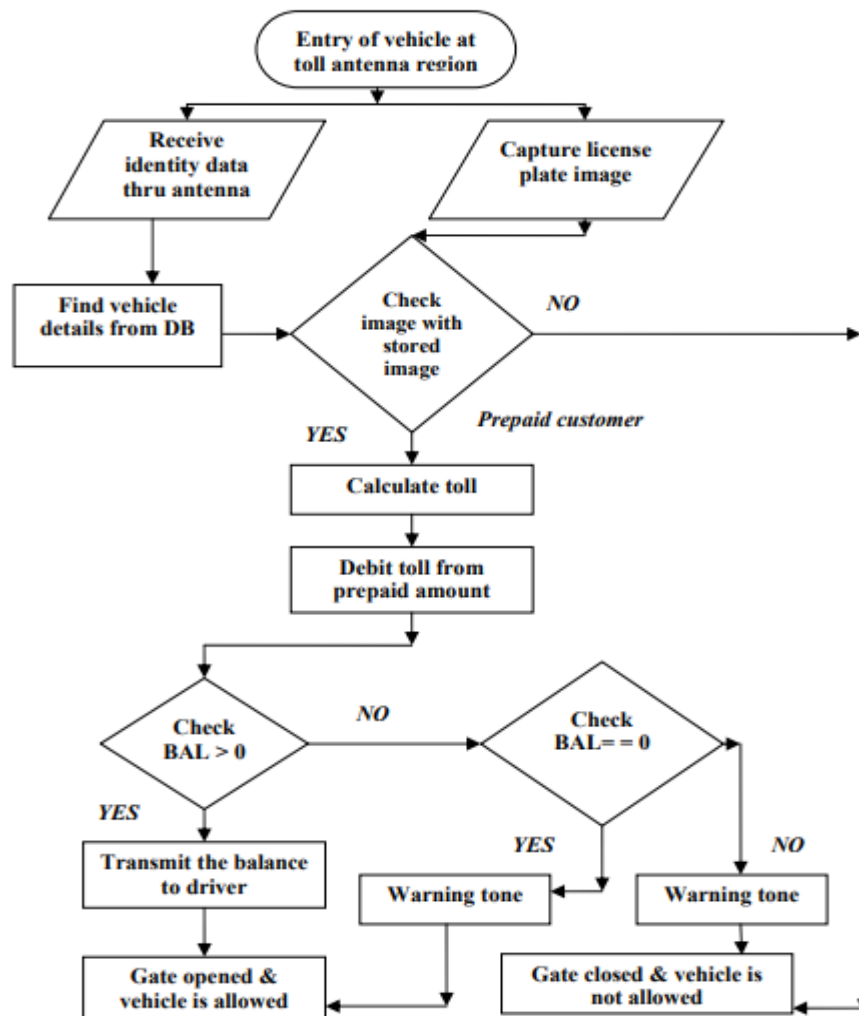 Entry of vehicle at
toll antenna region
Receive
identity data
thru antenna
Capture license
plate image
Find vehicle
details from DB
Check
image with
stored
image
NO
YES
Prepaid customer
Calculate toll
Debit toll from
prepaid amount
Check
BAL > 0
NO
Check
BAL= = 0
YES
YES
NO
Transmit the balance
to driver
Warning tone
Warning tone
Gate opened &
vehicle is allowed
Gate closed & vehicle is
not allowed